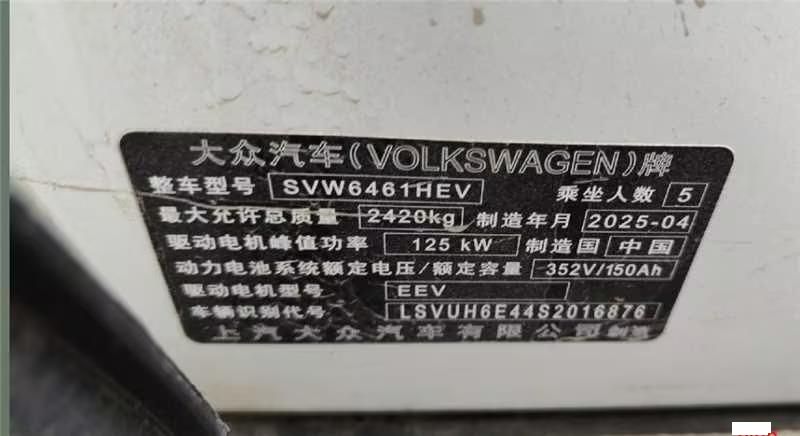 大众汽车(VOLKSWAGEN)牌
整车型号 SVW6461HEV 乘坐人数 5
最大允许总质量 2420kg 制造年月 2025-04
驱动电机峰值功率 125 kW 制造国 中国
动力电池系统额定电压/额定容量 352V/150Ah
驱动电机型号 EEV
车辆识别代号 LSVUH6E44S2016876
上汽大众汽车有限公司制造